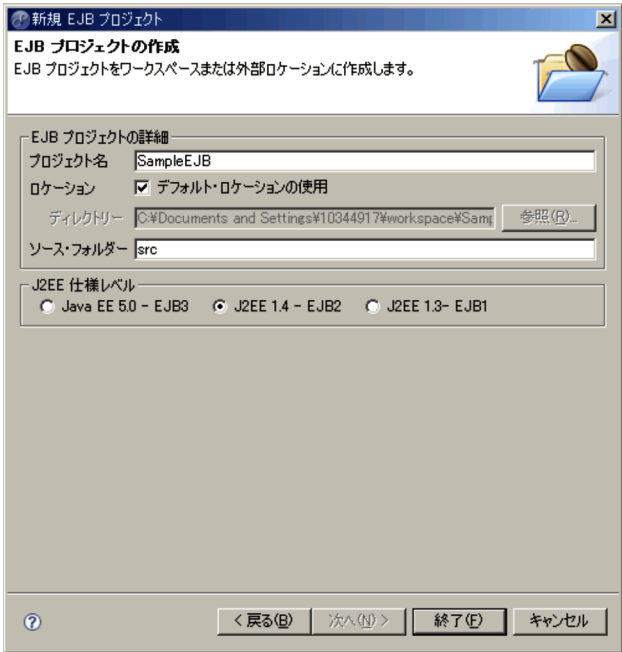 新規 EJB プロジェクト
EJB プロジェクトの作成
EJB プロジェクトをワークスペースまたは外部ロケーションに作成します。
EJB プロジェクトの詳細
プロジェクト名 SampleEJB
ロケーション デフォルト・ロケーションの使用
ディレクトリー C:¥Documents and Settings¥10344917¥workspace¥Samp 参照(R)...
ソース・フォルダー src
J2EE 仕様レベル
Java EE 5.0 - EJB3 J2EE 1.4 - EJB2 J2EE 1.3- EJB1
? < 戻る(B) 次へ(N) > 終了(F) キャンセル